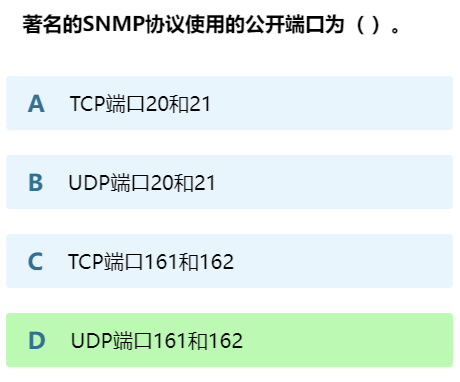 著名的SNMP协议使用的公开端口为（ ）。
A TCP端口20和21
B UDP端口20和21
C TCP端口161和162
D UDP端口161和162